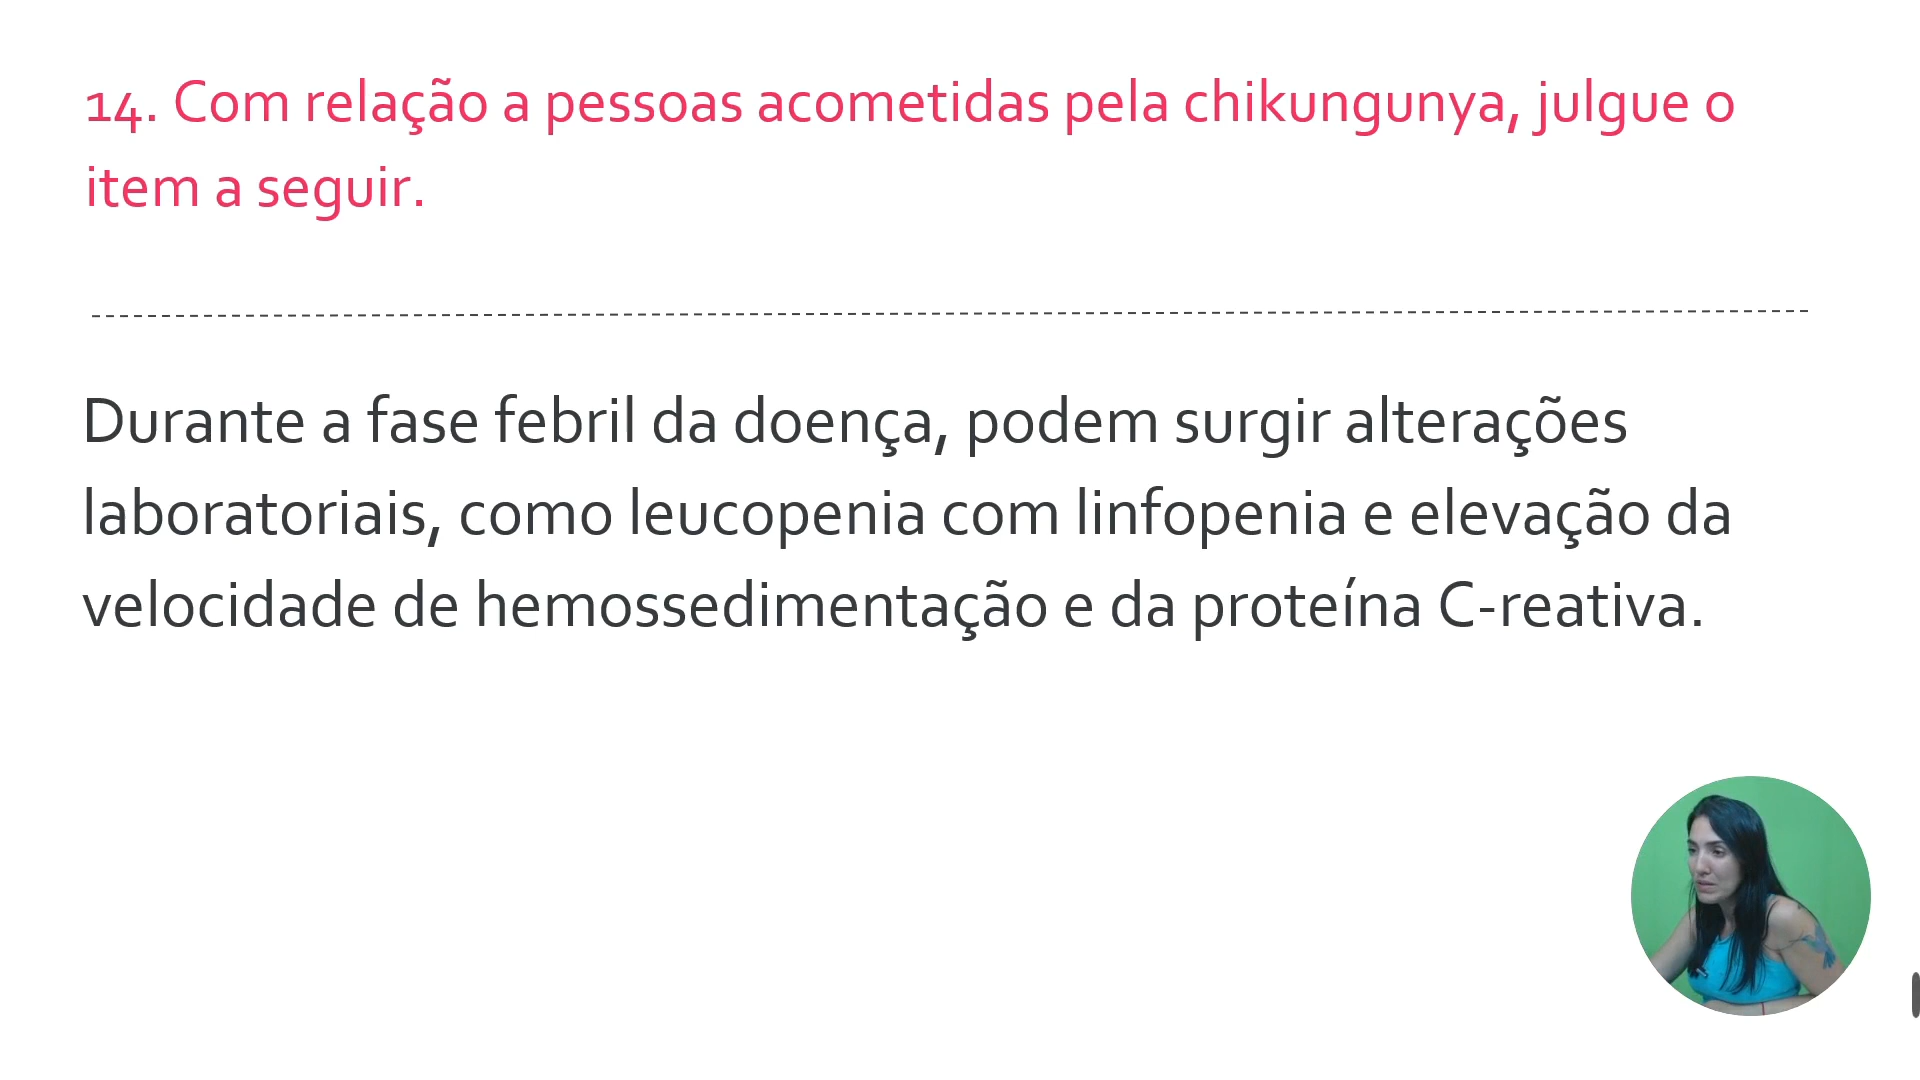 14. Com relação a pessoas acometidas pela chikungunya, julgue o
item a seguir.
Durante a fase febril da doença, podem surgir alterações
laboratoriais, como leucopenia com linfopenia e elevação da
velocidade de hemossedimentação e da proteína C-reativa.